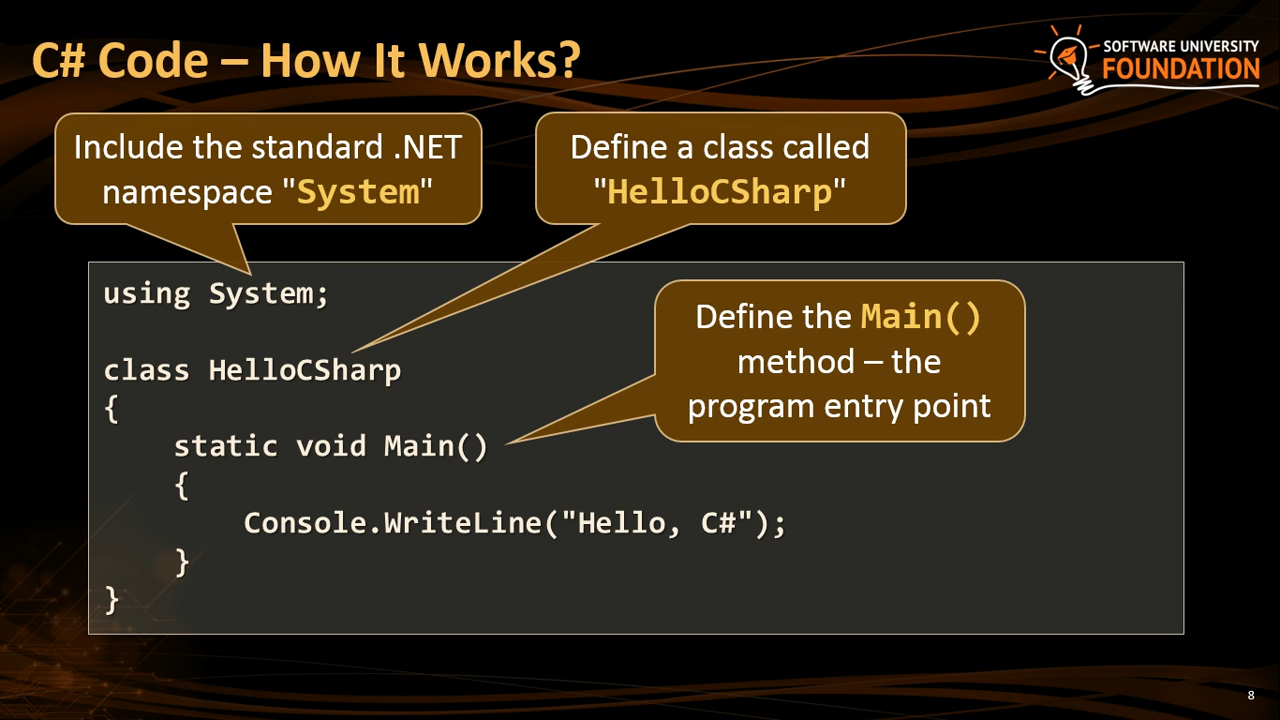 C# Code – How It Works?
SOFTWARE UNIVERSITY
FOUNDATION
Include the standard .NET
namespace "System"
Define a class called
"HelloCSharp"
using System;
class HelloCSharp
{
    static void Main()
    {
        Console.WriteLine("Hello, C#");
    }
}
Define the Main()
method – the
program entry point
8